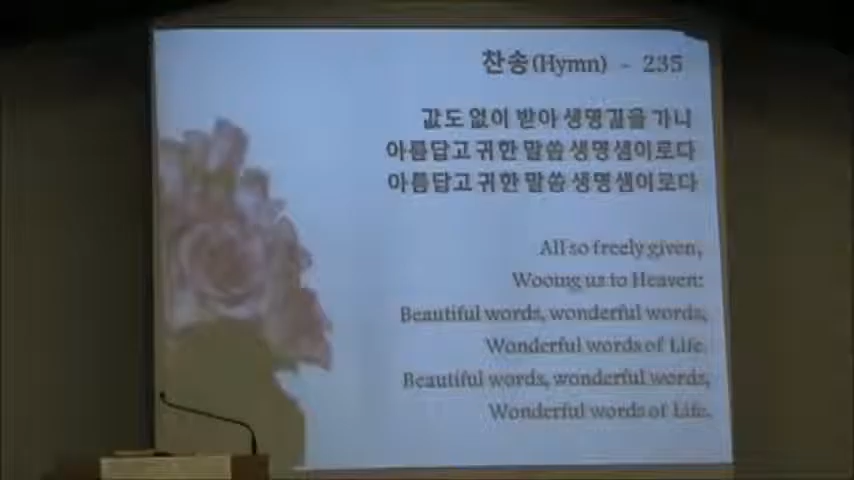 찬송(Hymn) - 235
값도 없이 받아 생명길을 가니
아름답고 귀한 말씀 생명샘이로다
아름답고 귀한 말씀 생명샘이로다
All so freely given,
Wooing us to Heaven:
Beautiful words, wonderful words,
Wonderful words of Life.
Beautiful words, wonderful words,
Wonderful words of Life.